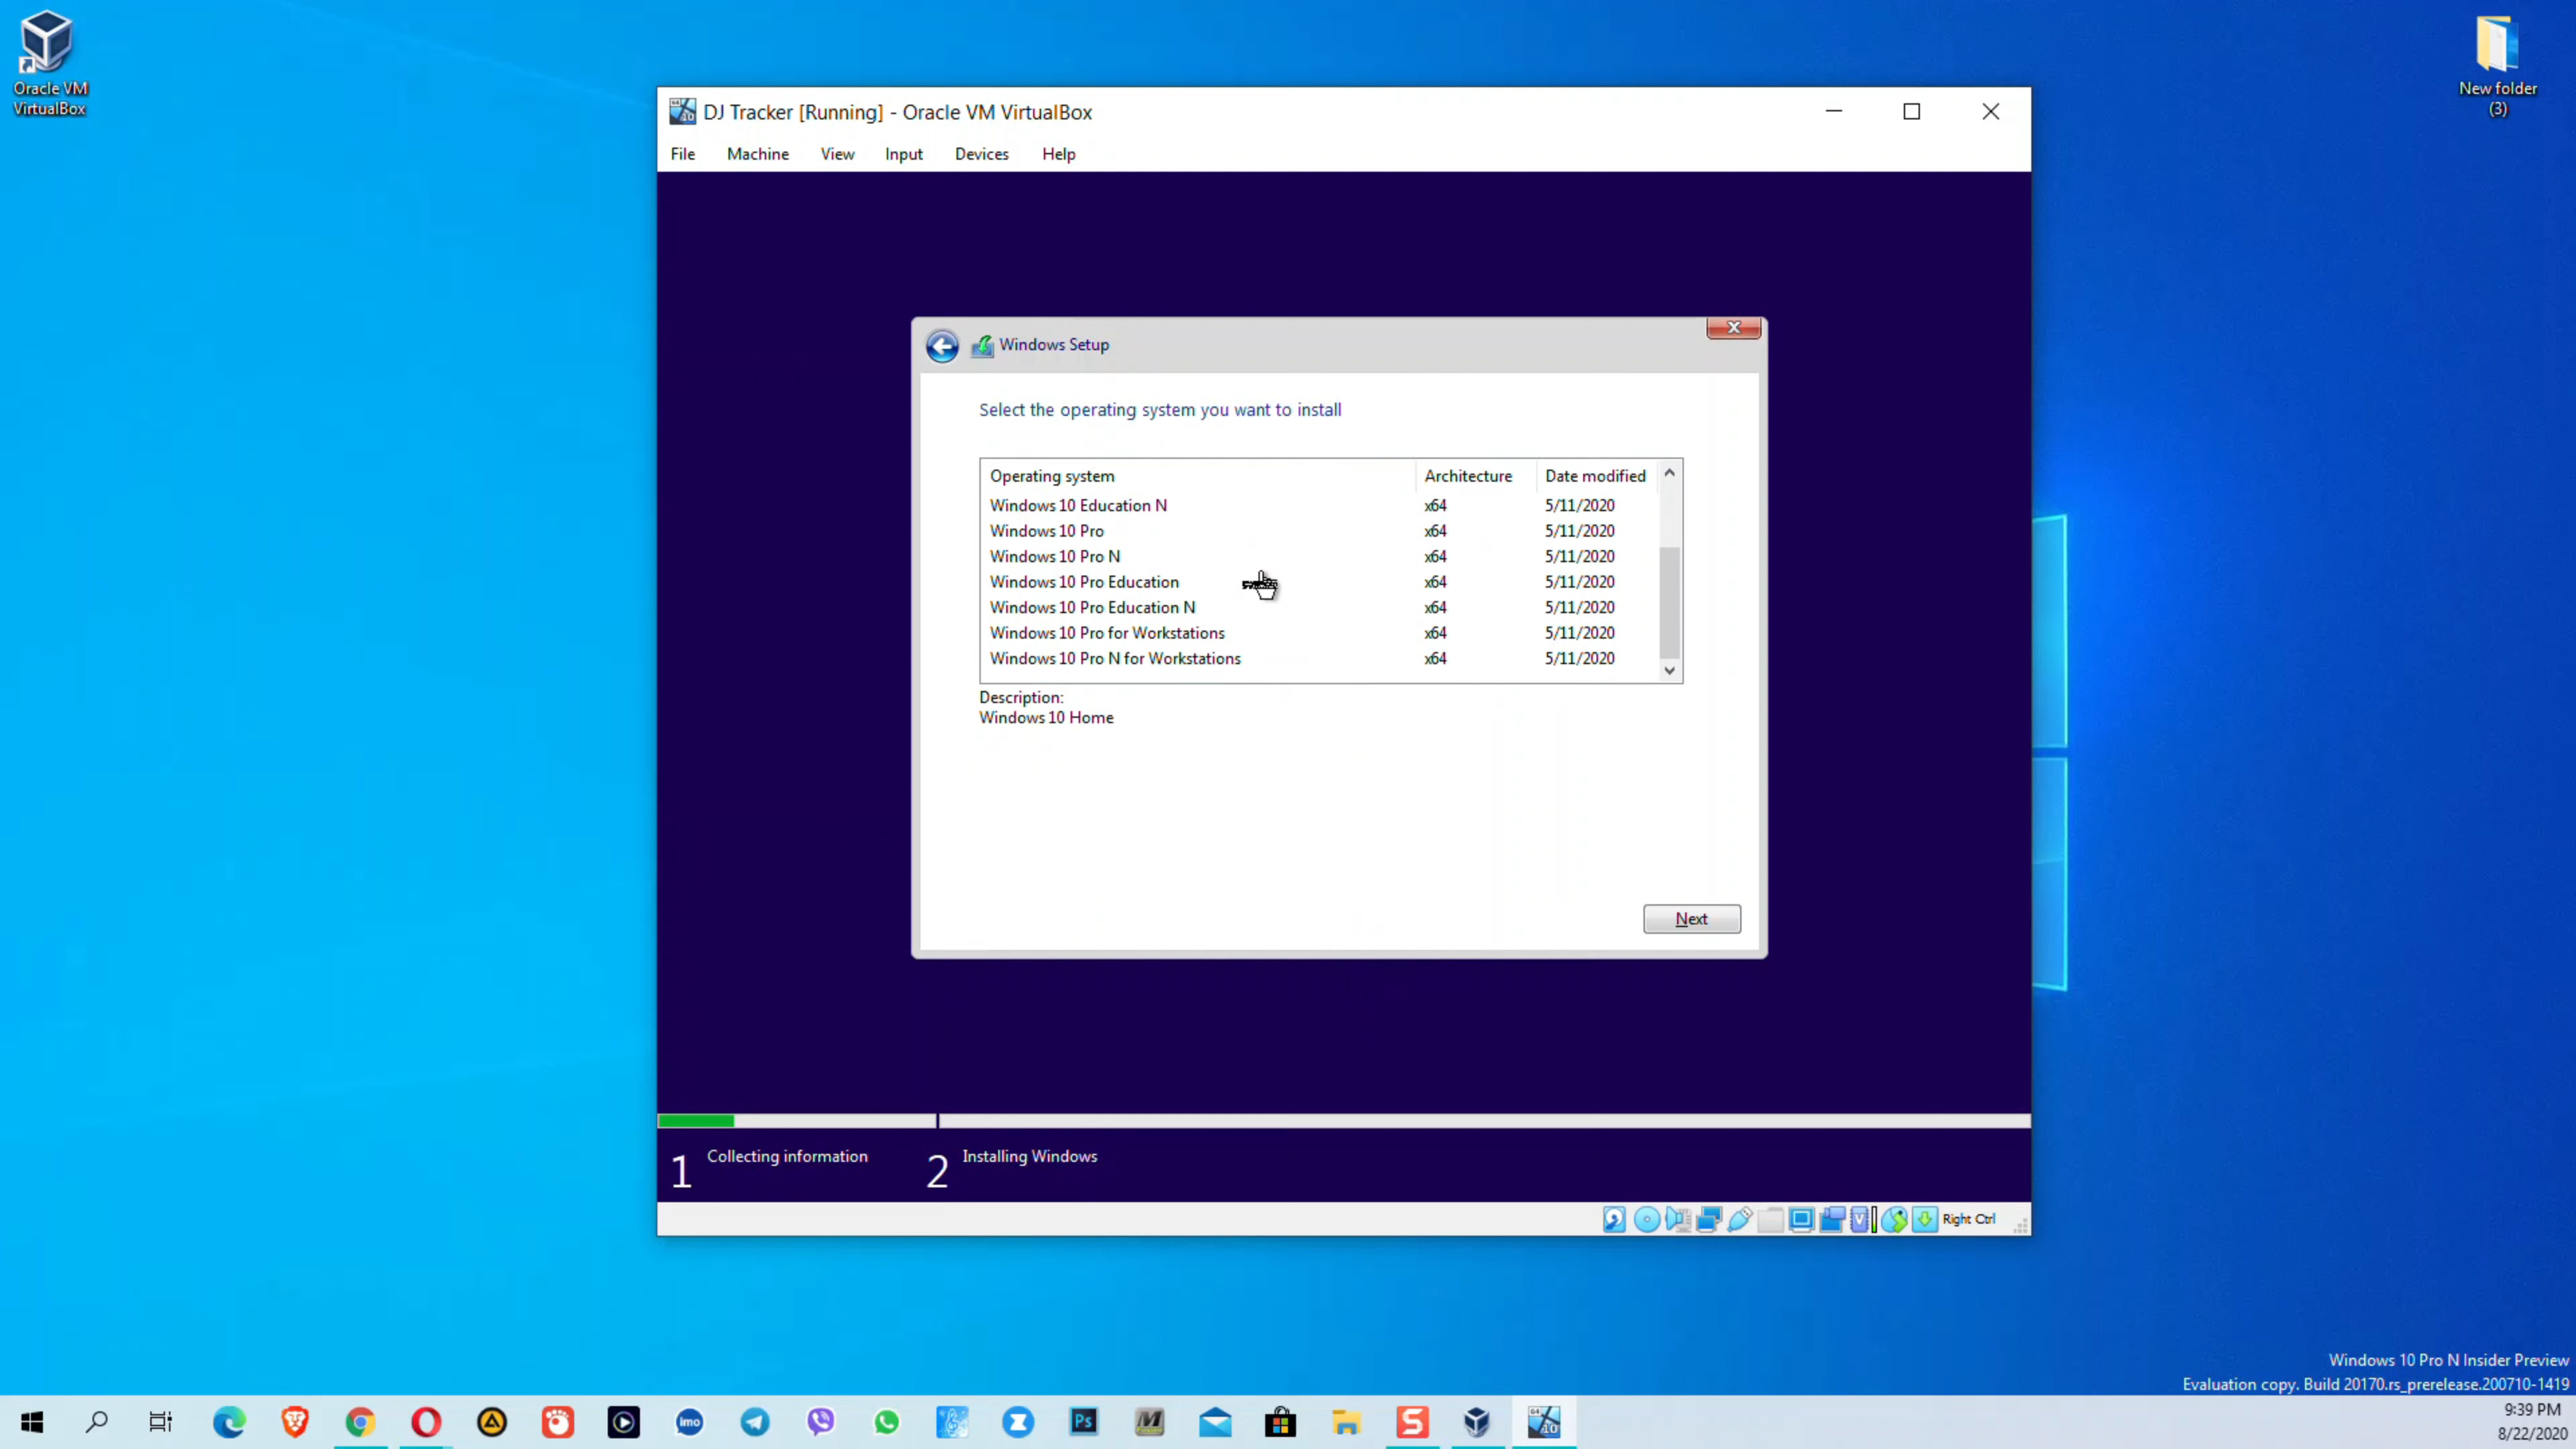 Oracle VM
VirtualBox
New folder
(3)
DJ Tracker [Running] - Oracle VM VirtualBox
File Machine View Input Devices Help
Windows Setup
Select the operating system you want to install
Operating system Architecture Date modified
Windows 10 Education N x64 5/11/2020
Windows 10 Pro x64 5/11/2020
Windows 10 Pro N x64 5/11/2020
Windows 10 Pro Education x64 5/11/2020
Windows 10 Pro Education N x64 5/11/2020
Windows 10 Pro for Workstations x64 5/11/2020
Windows 10 Pro N for Workstations x64 5/11/2020
Description:
Windows 10 Home
Next
1 Collecting information 2 Installing Windows
Right Ctrl
Windows 10 Pro N Insider Preview
Evaluation copy. Build 20170.rs_prerelease.200710-1419
imo
Ps
9:39 PM
8/22/2020